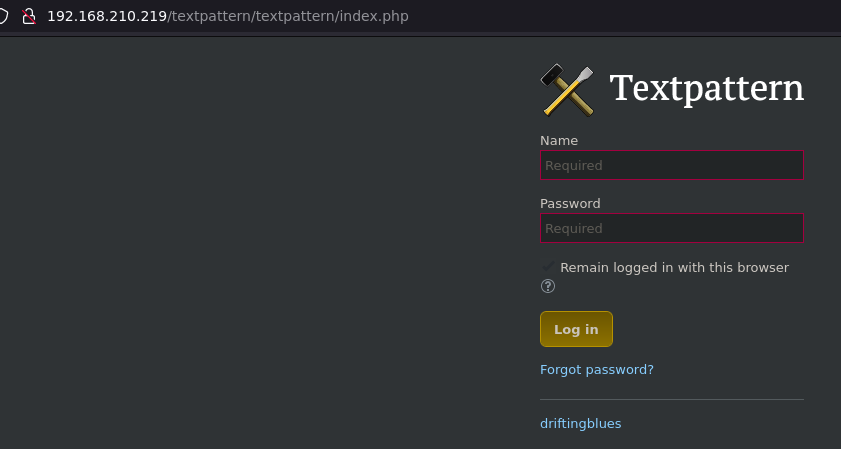 192.168.210.219/textpattern/textpattern/index.php
Textpattern
Name
Required
Password
Required
Remain logged in with this browser
?
Log in
Forgot password?
driftingblues